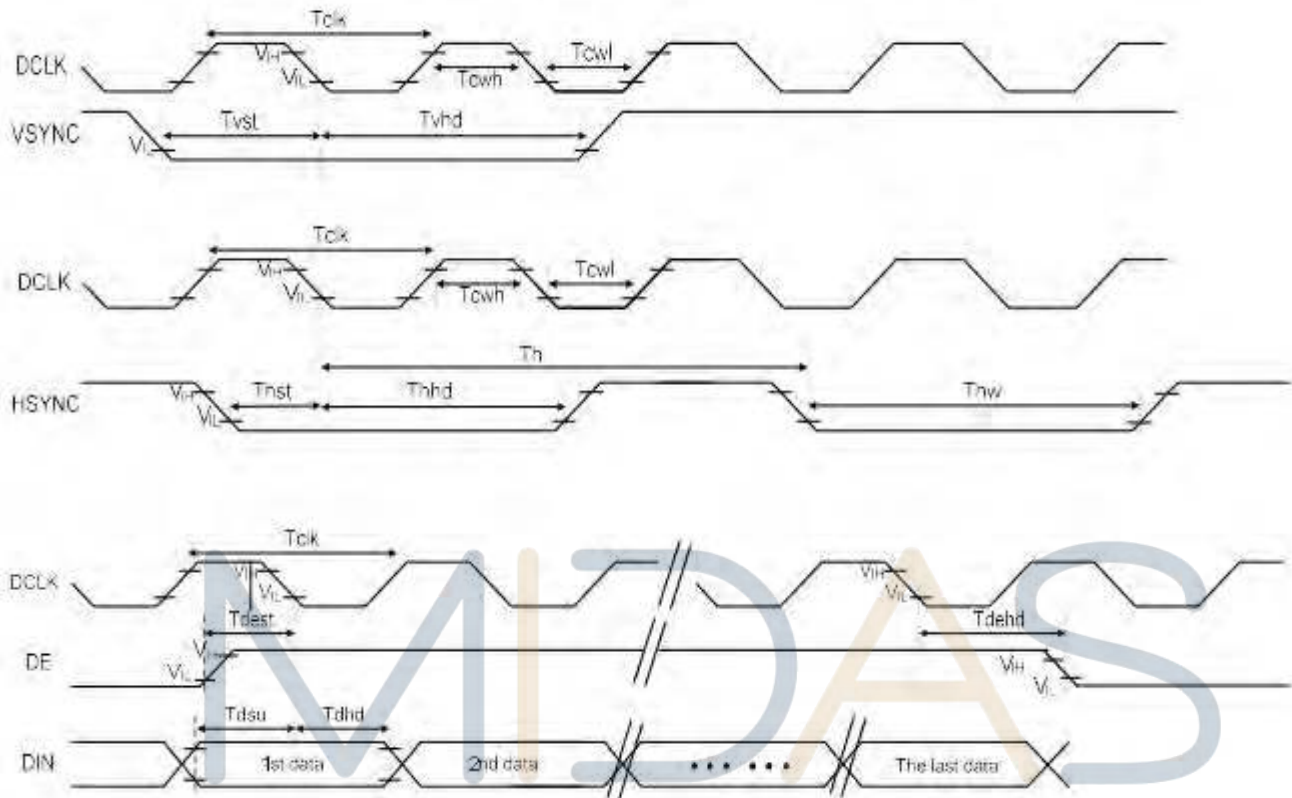 Tclk
DCLK VIH VIL Tcwh Tcwl
VSYNC VIL Tvst Tvhd
Tclk
DCLK VIH VIL Tcwh Tcwl
Th
HSYNC VIH VIL Thst Thhd Thw
Tclk
DCLK VIH VIL VIH VIL
Tdest Tdehd
DE VIL VIH VIL
Tdsu Tdhd
DIN 1st data 2nd data The last data
MIDAS